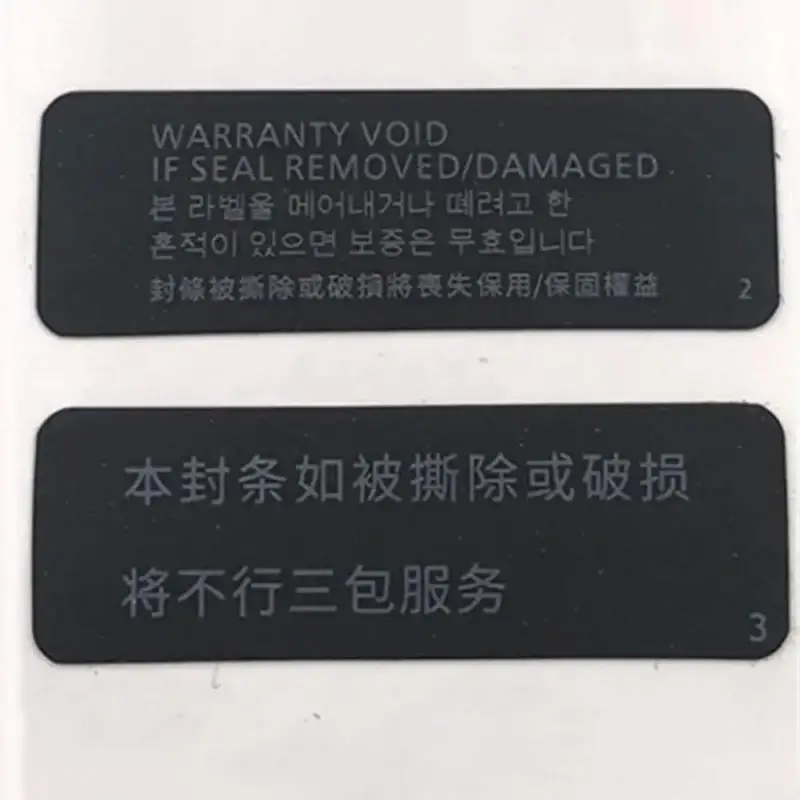 WARRANTY VOID
IF SEAL REMOVED/DAMAGED
본 라벨울 메어내거나 떼려고 한
흔적이 있으면 보증은 무효입니다
封條被撕除或破損將喪失保用/保固權益
2
本封条如被撕除或破损
将不行三包服务
3